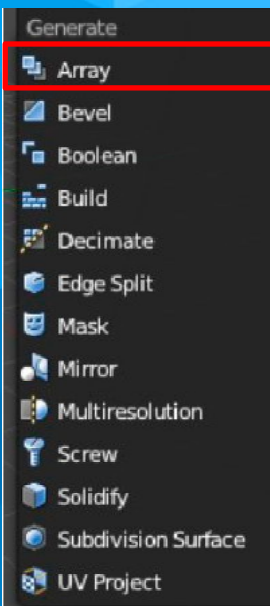 Generate
Array
Bevel
Boolean
Build
Decimate
Edge Split
Mask
Mirror
Multiresolution
Screw
Solidify
Subdivision Surface
UV Project